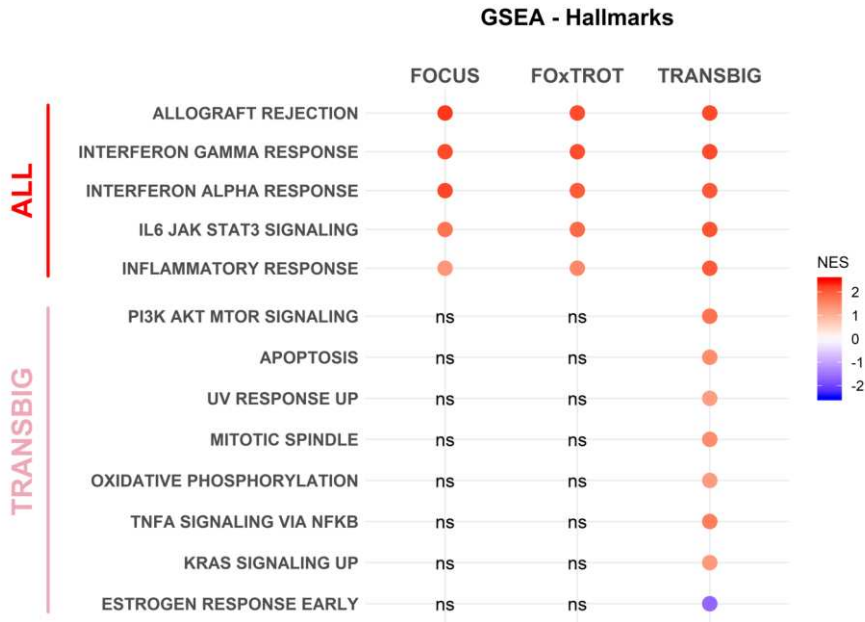 GSEA - Hallmarks
FOCUS FOxTROT TRANSBIG
ALL
ALLOGRAFT REJECTION
INTERFERON GAMMA RESPONSE
INTERFERON ALPHA RESPONSE
IL6 JAK STAT3 SIGNALING
INFLAMMATORY RESPONSE
TRANSBIG
PI3K AKT MTOR SIGNALING ns ns
APOPTOSIS ns ns
UV RESPONSE UP ns ns
MITOTIC SPINDLE ns ns
OXIDATIVE PHOSPHORYLATION ns ns
TNFA SIGNALING VIA NFKB ns ns
KRAS SIGNALING UP ns ns
ESTROGEN RESPONSE EARLY ns ns
NES
2
1
0
-1
-2